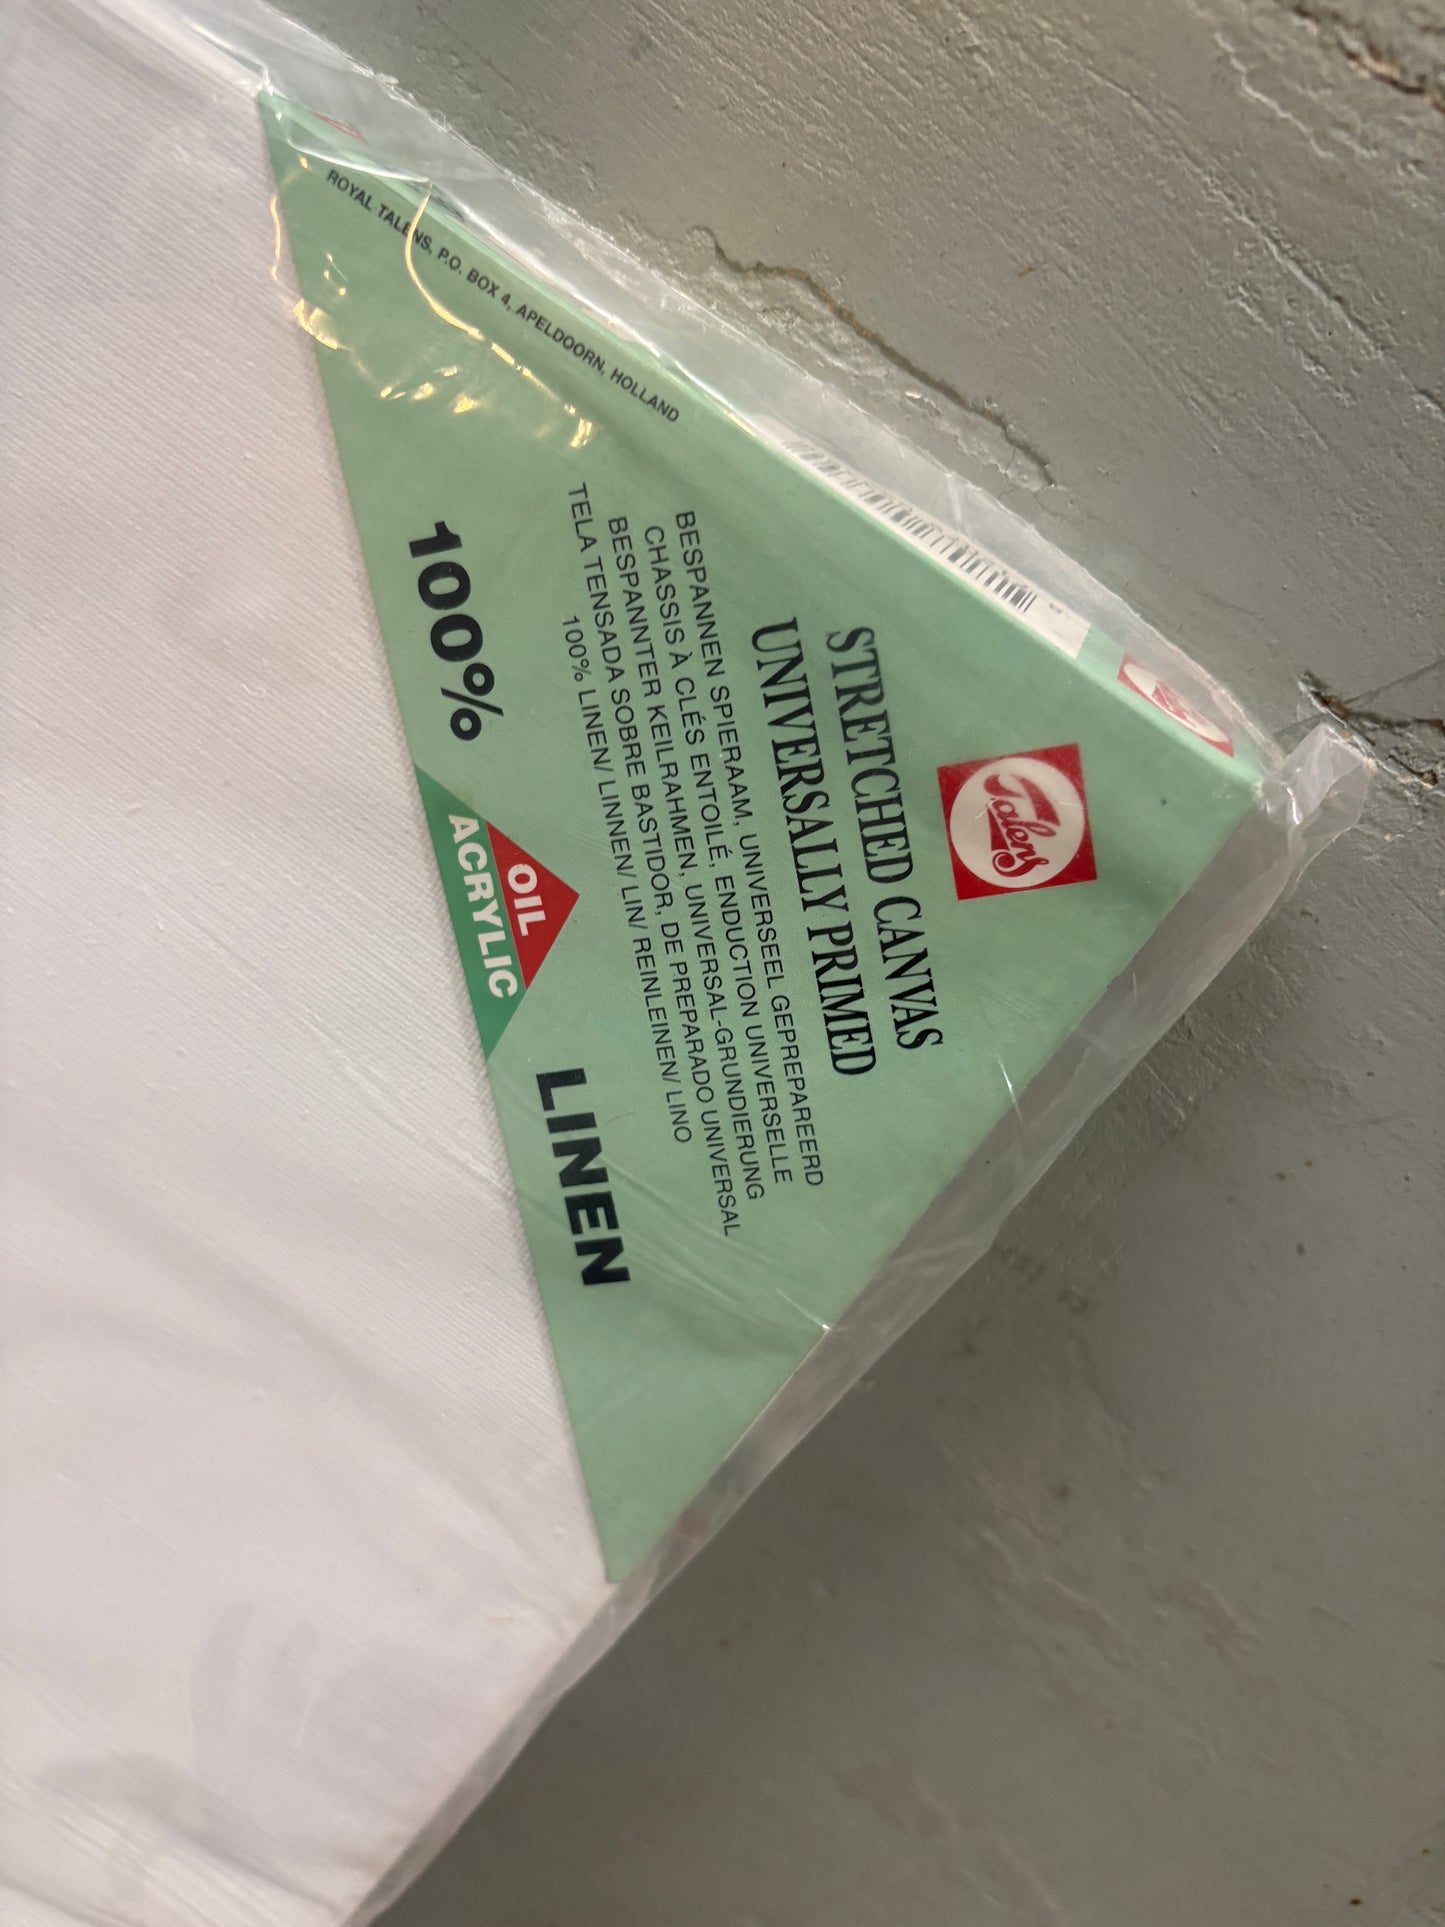 Talens
STRETCHED CANVAS
UNIVERSALLY PRIMED
BESPANNEN SPIERAAM, UNIVERSEEL GEPREPAREERD
CHASSIS À CLÉS ENTOILÉ, ENDUCTION UNIVERSELLE
BESPANNTER KEILRAHMEN, UNIVERSAL-GRUNDIERUNG
TELA TENSADA SOBRE BASTIDOR, DE PREPARADO UNIVERSAL
100% LINEN/ LINNEN/ LIN/ REINLEINEN/ LINO
100%
OIL
ACRYLIC
LINEN
ROYAL TALENS, P.O. BOX 4, APELDOORN, HOLLAND
Talens